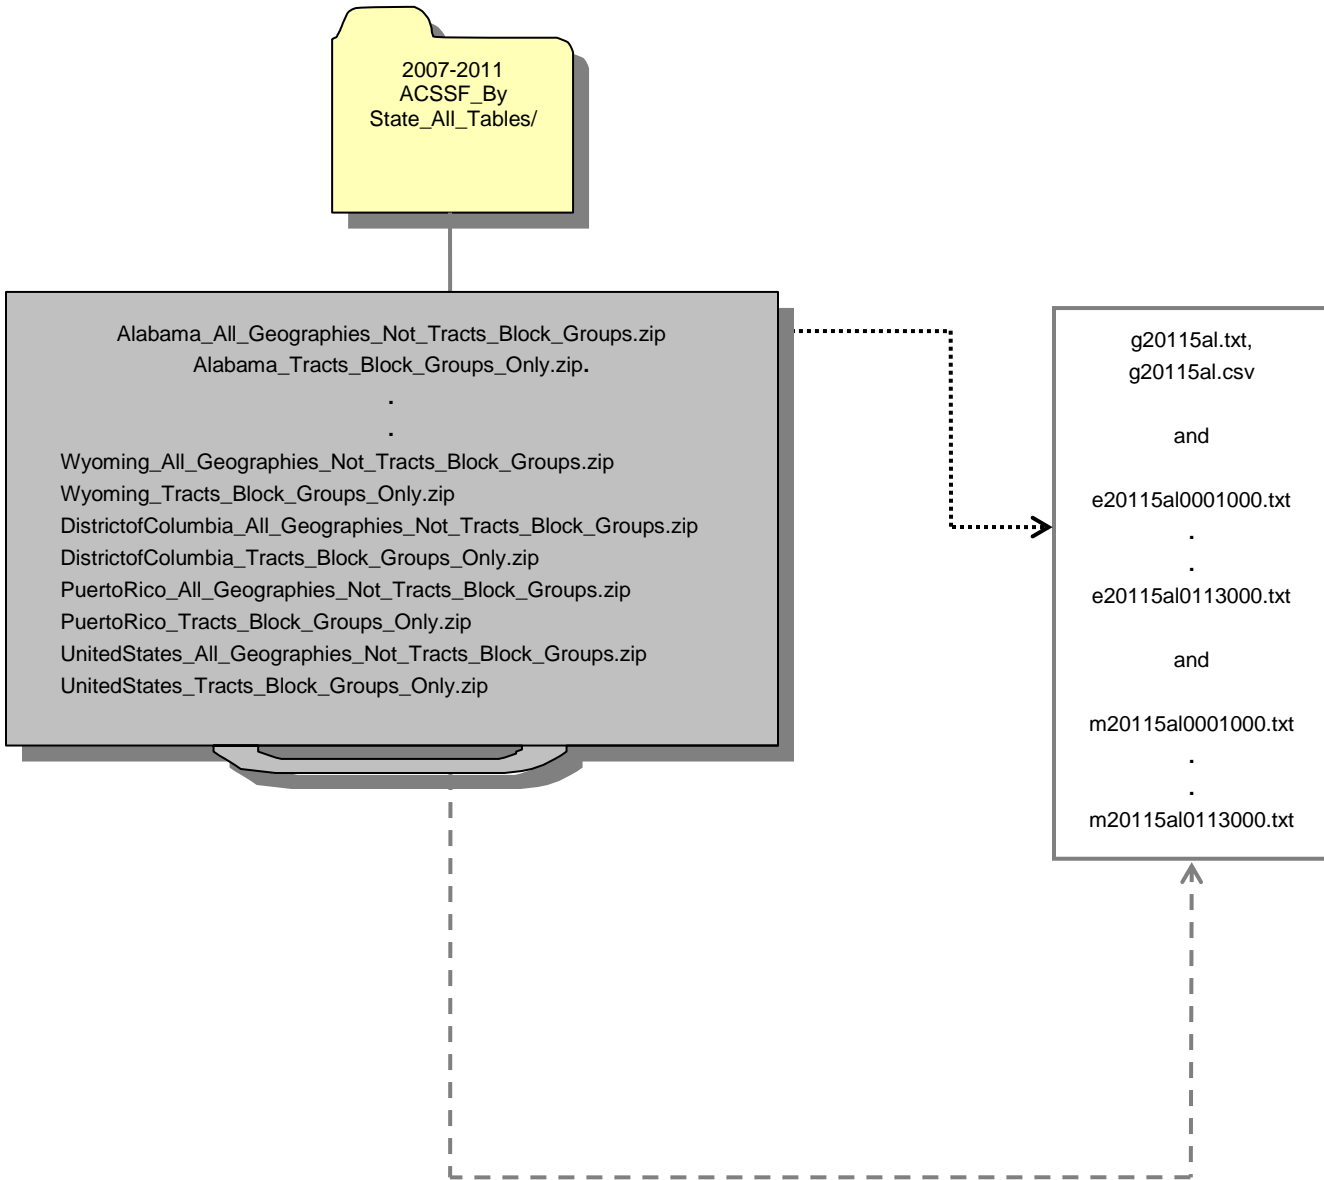 2007-2011
ACSSF_By
State_All_Tables/
Alabama_All_Geographies_Not_Tracts_Block_Groups.zip
Alabama_Tracts_Block_Groups_Only.zip.
.
.
Wyoming_All_Geographies_Not_Tracts_Block_Groups.zip
Wyoming_Tracts_Block_Groups_Only.zip
DistrictofColumbia_All_Geographies_Not_Tracts_Block_Groups.zip
DistrictofColumbia_Tracts_Block_Groups_Only.zip
PuertoRico_All_Geographies_Not_Tracts_Block_Groups.zip
PuertoRico_Tracts_Block_Groups_Only.zip
UnitedStates_All_Geographies_Not_Tracts_Block_Groups.zip
UnitedStates_Tracts_Block_Groups_Only.zip
g20115al.txt,
g20115al.csv
and
e20115al0001000.txt
.
.
e20115al0113000.txt
and
m20115al0001000.txt
.
.
m20115al0113000.txt